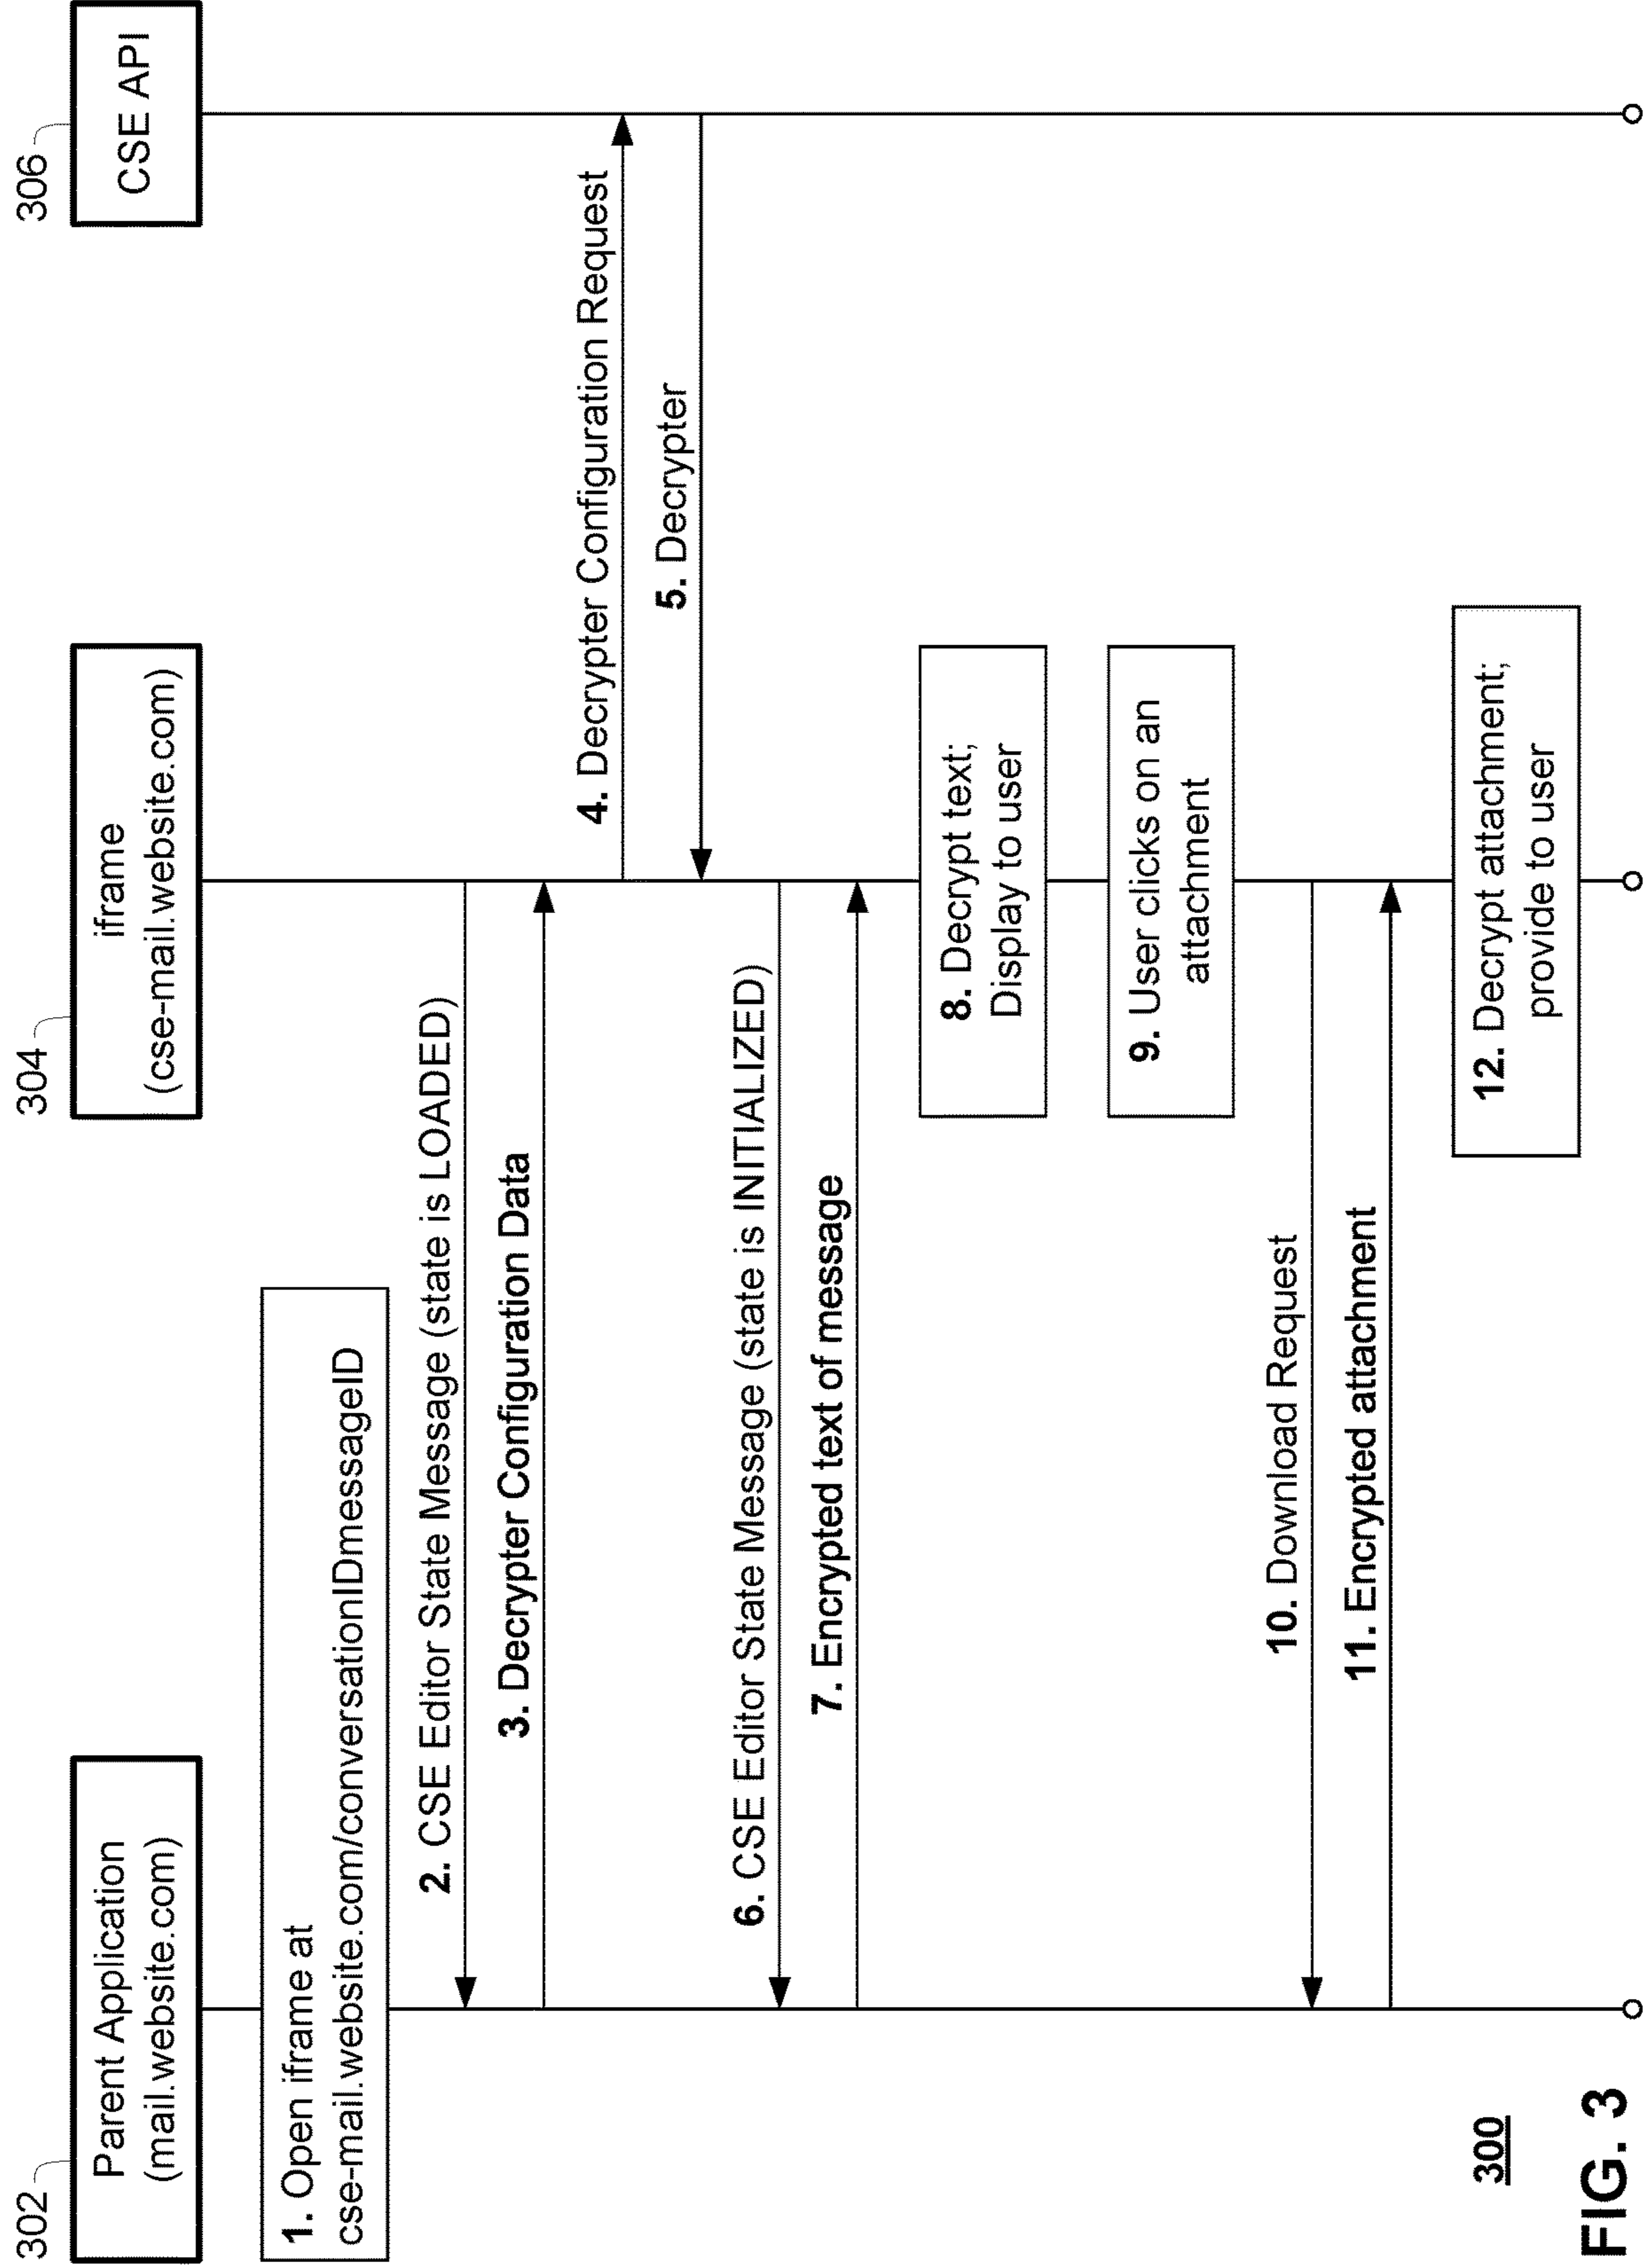 302
Parent Application
(mail.website.com)
304
iframe
(cse-mail.website.com)
306
CSE API
1. Open iframe at
cse-mail.website.com/conversationIDmessageID
2. CSE Editor State Message (state is LOADED)
3. Decrypter Configuration Data
4. Decrypter Configuration Request
5. Decrypter
6. CSE Editor State Message (state is INITIALIZED)
7. Encrypted text of message
8. Decrypt text;
Display to user
9. User clicks on an
attachment
10. Download Request
11. Encrypted attachment
12. Decrypt attachment;
provide to user
300
FIG. 3